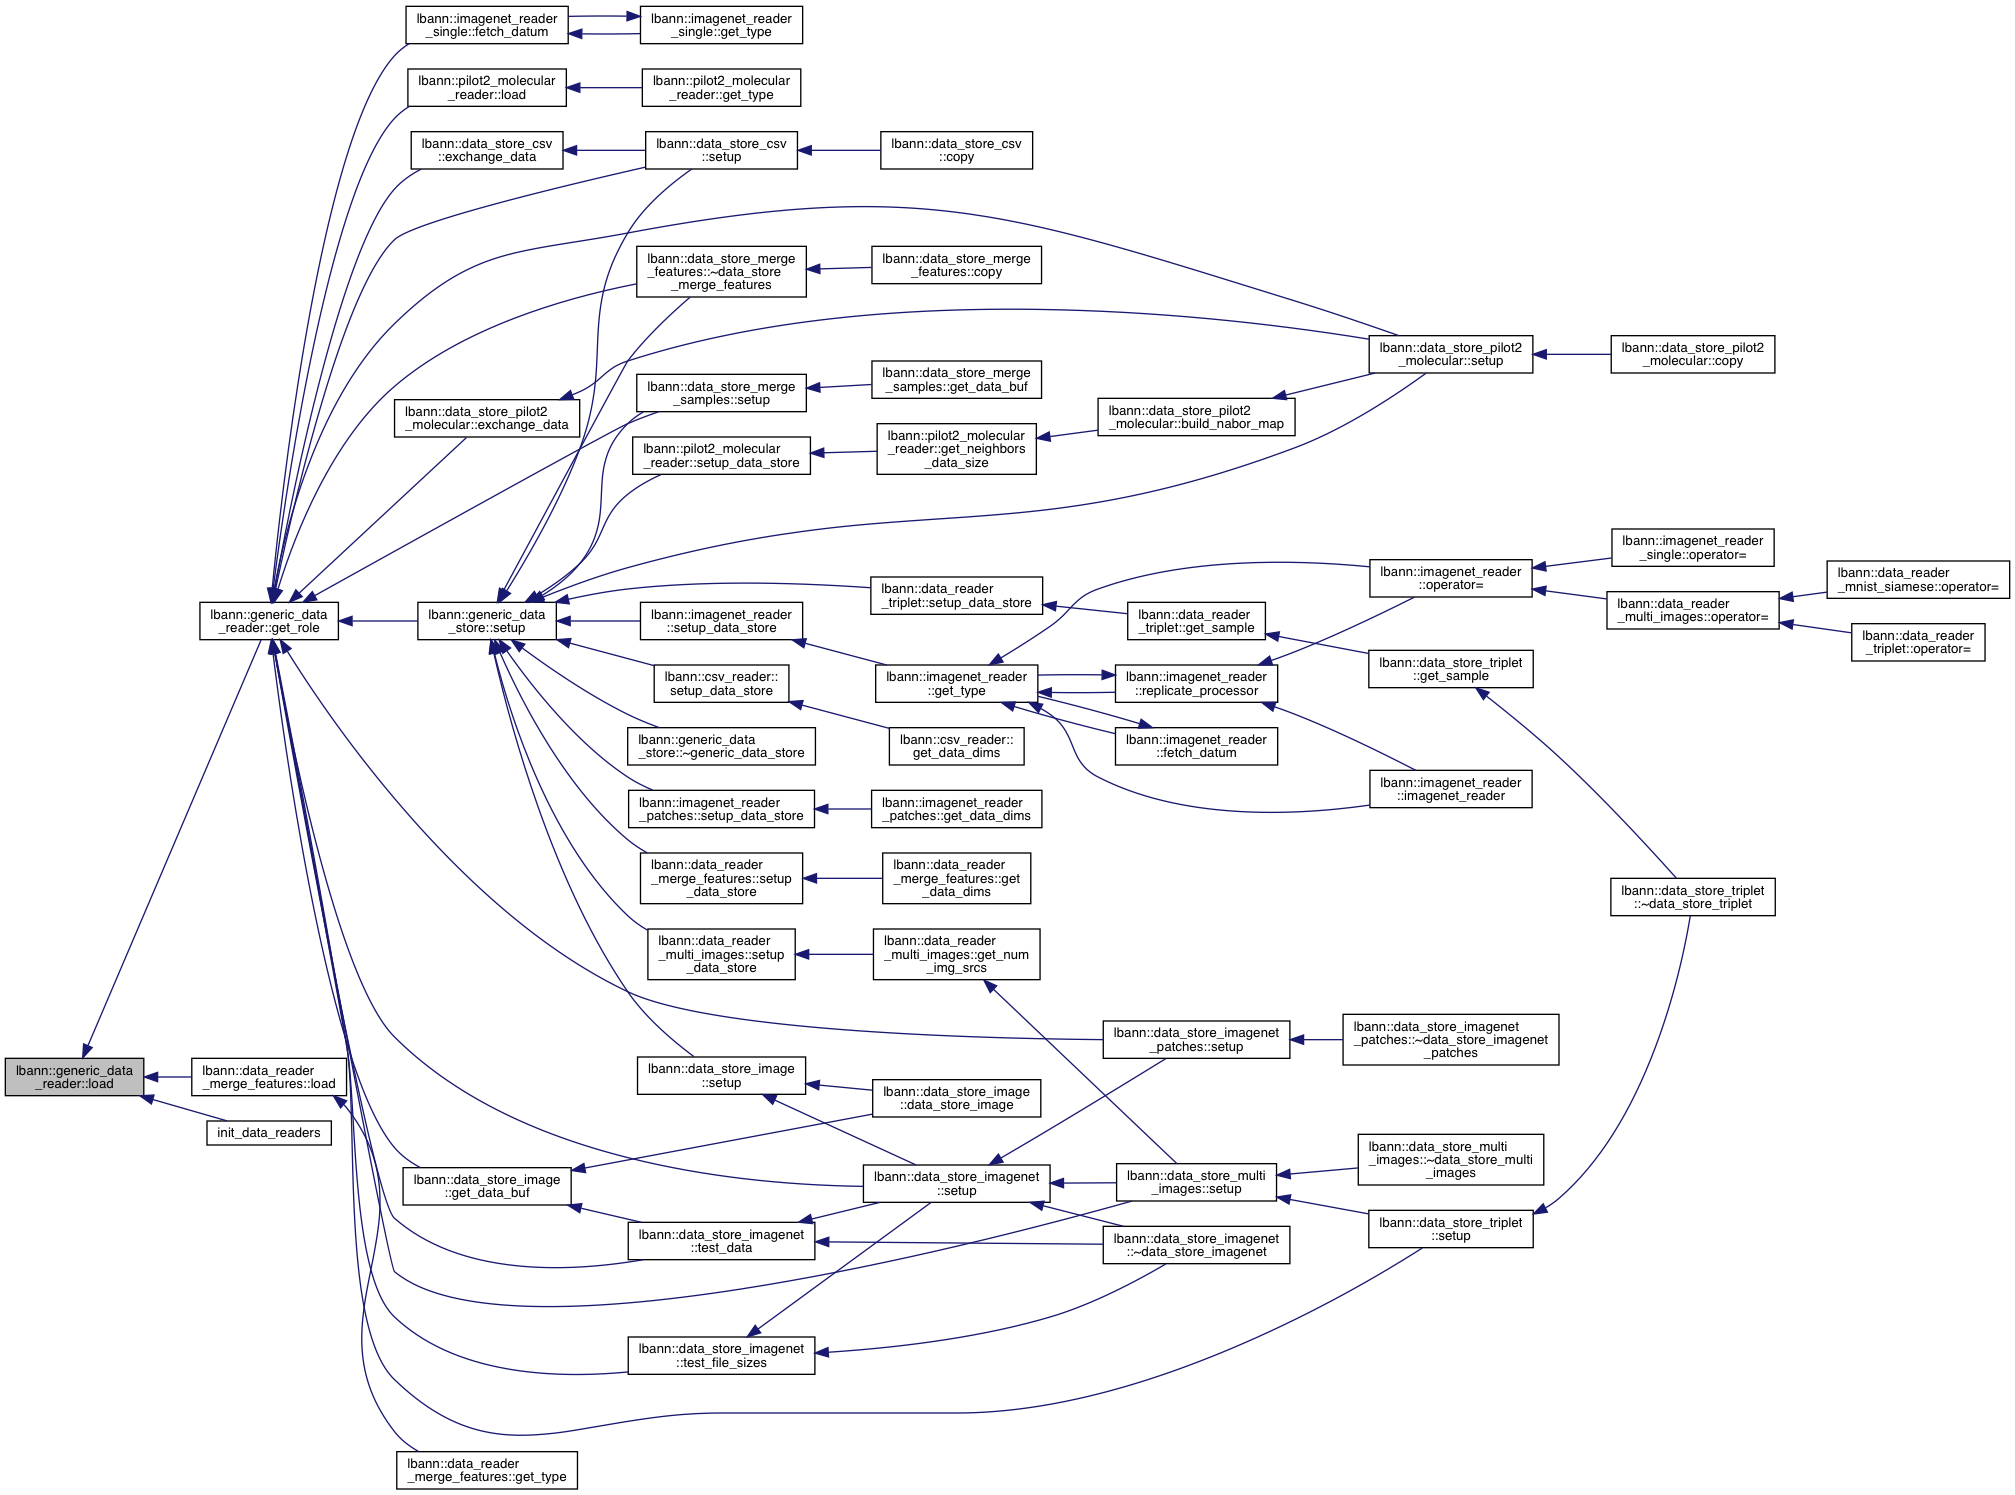 lbann::imagenet_reader
_single::fetch_datum
lbann::imagenet_reader
_single::get_type
lbann::pilot2_molecular
_reader::load
lbann::pilot2_molecular
_reader::get_type
lbann::data_store_csv
::exchange_data
lbann::data_store_csv
::setup
lbann::data_store_csv
::copy
lbann::data_store_merge
_features::~data_store
_merge_features
lbann::data_store_merge
_features::copy
lbann::data_store_pilot2
_molecular::setup
lbann::data_store_pilot2
_molecular::copy
lbann::data_store_merge
_samples::setup
lbann::data_store_merge
_samples::get_data_buf
lbann::data_store_pilot2
_molecular::exchange_data
lbann::data_store_pilot2
_molecular::build_nabor_map
lbann::pilot2_molecular
_reader::setup_data_store
lbann::pilot2_molecular
_reader::get_neighbors
_data_size
lbann::imagenet_reader
_single::operator=
lbann::imagenet_reader
::operator=
lbann::data_reader
_mnist_siamese::operator=
lbann::data_reader
_multi_images::operator=
lbann::data_reader
_triplet::operator=
lbann::generic_data
_reader::get_role
lbann::generic_data
_store::setup
lbann::data_reader
_triplet::setup_data_store
lbann::imagenet_reader
::setup_data_store
lbann::data_reader
_triplet::get_sample
lbann::data_store_triplet
::get_sample
lbann::csv_reader::
setup_data_store
lbann::imagenet_reader
::get_type
lbann::imagenet_reader
::replicate_processor
lbann::generic_data
_store::~generic_data_store
lbann::csv_reader::
get_data_dims
lbann::imagenet_reader
::fetch_datum
lbann::imagenet_reader
::imagenet_reader
lbann::imagenet_reader
_patches::setup_data_store
lbann::imagenet_reader
_patches::get_data_dims
lbann::data_reader
_merge_features::setup
_data_store
lbann::data_reader
_merge_features::get
_data_dims
lbann::data_store_triplet
::~data_store_triplet
lbann::data_reader
_multi_images::setup
_data_store
lbann::data_reader
_multi_images::get_num
_img_srcs
lbann::data_store_imagenet
_patches::setup
lbann::data_store_imagenet
_patches::~data_store_imagenet
_patches
lbann::generic_data
_reader::load
lbann::data_reader
_merge_features::load
init_data_readers
lbann::data_store_image
::setup
lbann::data_store_image
::data_store_image
lbann::data_store_image
::get_data_buf
lbann::data_store_imagenet
::setup
lbann::data_store_multi
_images::setup
lbann::data_store_multi
_images::~data_store_multi
_images
lbann::data_store_imagenet
::test_data
lbann::data_store_imagenet
::~data_store_imagenet
lbann::data_store_triplet
::setup
lbann::data_store_imagenet
::test_file_sizes
lbann::data_reader
_merge_features::get_type